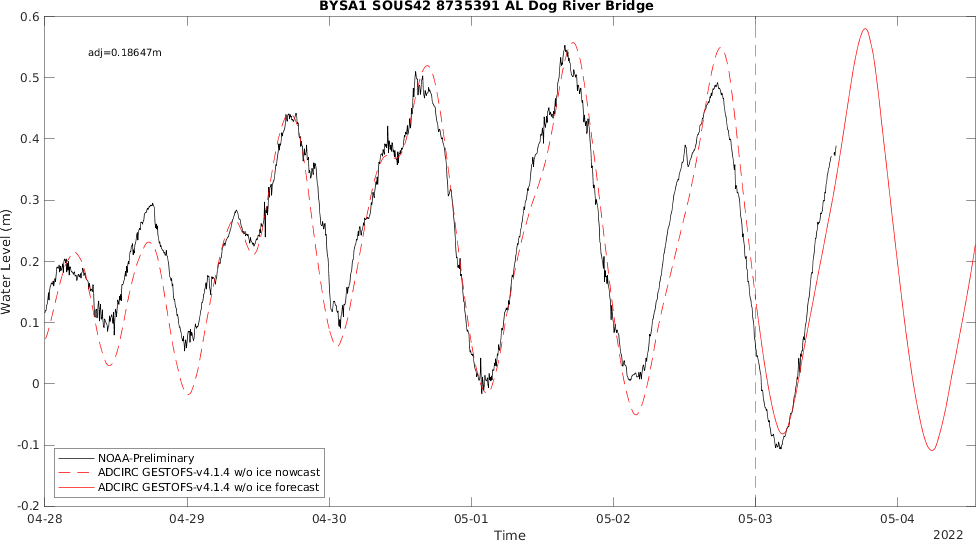 BYSA1 SOUS42 8735391 AL Dog River Bridge
adj=0.18647m
0.6
0.5
0.4
0.3
0.2
0.1
0
-0.1
-0.2
Water Level (m)
NOAA-Preliminary
ADCIRC GESTOFS-v4.1.4 w/o ice nowcast
ADCIRC GESTOFS-v4.1.4 w/o ice forecast
04-28 04-29 04-30 05-01 05-02 05-03 05-04
Time
2022